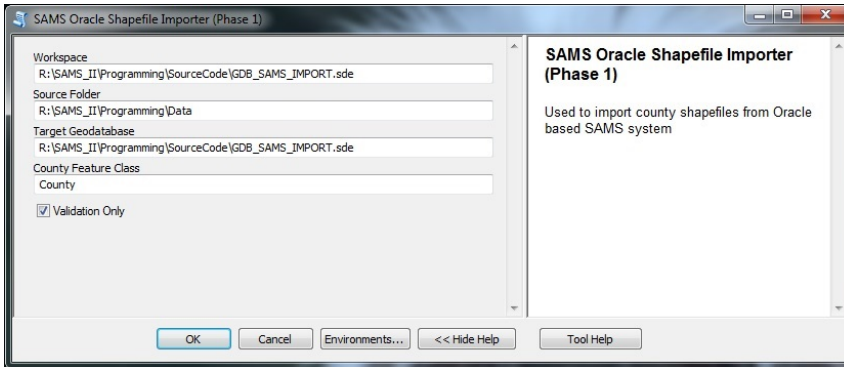 SAMS Oracle Shapefile Importer (Phase 1)
Workspace
R:\SAMS_II\Programming\SourceCode\GDB_SAMS_IMPORT.sde
Source Folder
R:\SAMS_II\Programming\Data
Target Geodatabase
R:\SAMS_II\Programming\SourceCode\GDB_SAMS_IMPORT.sde
County Feature Class
County
Validation Only
SAMS Oracle Shapefile Importer
(Phase 1)
Used to import county shapefiles from Oracle
based SAMS system
OK
Cancel
Environments...
<< Hide Help
Tool Help